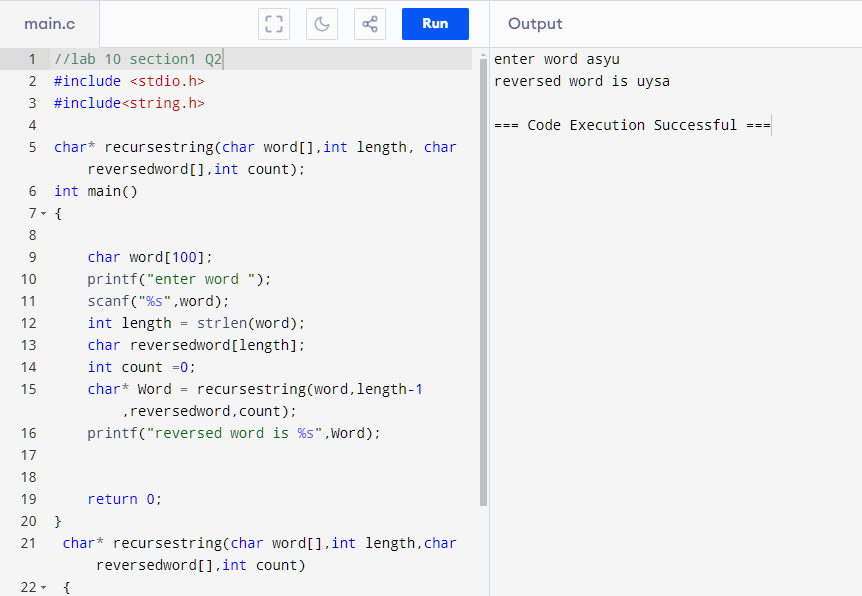 main.c
Run
Output
1 //lab 10 section1 Q2
2 #include <stdio.h>
3 #include<string.h>
4
5 char* recursestring(char word[],int length, char
reversedword[],int count);
6 int main()
7 {
8
9 char word[100];
10 printf("enter word ");
11 scanf("%s",word);
12 int length = strlen(word);
13 char reversedword[length];
14 int count =0;
15 char* Word = recursestring(word,length-1
,reversedword,count);
16 printf("reversed word is %s",Word);
17
18
19 return 0;
20 }
21 char* recursestring(char word[],int length,char
reversedword[],int count)
22 {
enter word asyu
reversed word is uysa
=== Code Execution Successful ===